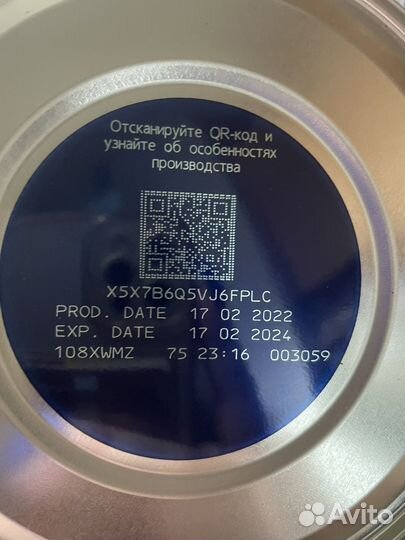 Отсканируйте QR-код и
узнайте об особенностях
производства
X5X7B6Q5VJ6FPLC
PROD. DATE 17 02 2022
EXP. DATE 17 02 2024
108XWMZ 75 23:16 003059
Avito